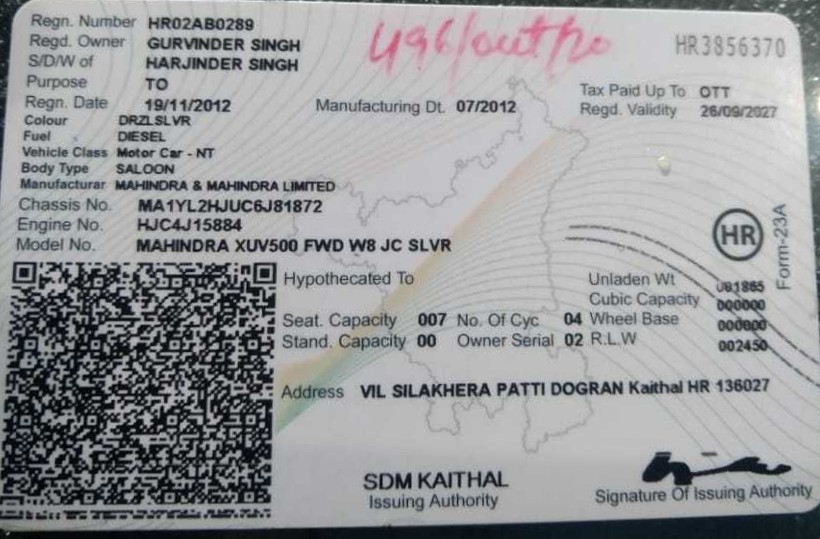 Regn. Number HR02AB0289
496/out/20
HR3856370
Regd. Owner GURVINDER SINGH
S/D/W of HARJINDER SINGH
Purpose TO
Tax Paid Up To OTT
Regn. Date 19/11/2012 Manufacturing Dt. 07/2012 Regd. Validity 26/09/2027
Colour DRZLSLVR
Fuel DIESEL
Vehicle Class Motor Car - NT
Body Type SALOON
Manufacturar MAHINDRA & MAHINDRA LIMITED
Chassis No. MA1YL2HJUC6J81872
Engine No. HJC4J15884
Model No. MAHINDRA XUV500 FWD W8 JC SLVR
HR
Form-23A
Hypothecated To
Unladen Wt 001865
Cubic Capacity 000000
Seat. Capacity 007 No. Of Cyc 04 Wheel Base 000000
Stand. Capacity 00 Owner Serial 02 R.L.W 002450
Address VIL SILAKHERA PATTI DOGRAN Kaithal HR 136027
SDM KAITHAL
Issuing Authority
Signature Of Issuing Authority